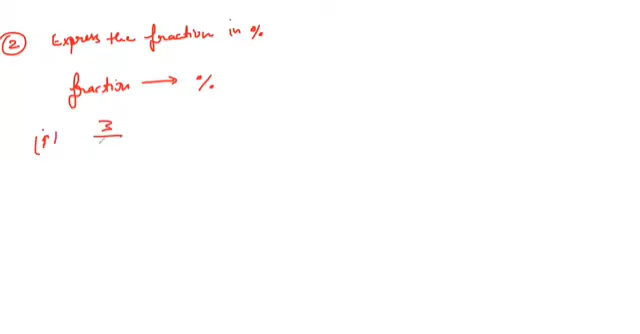 ② Express the fraction in %
fraction → %
(i) 3